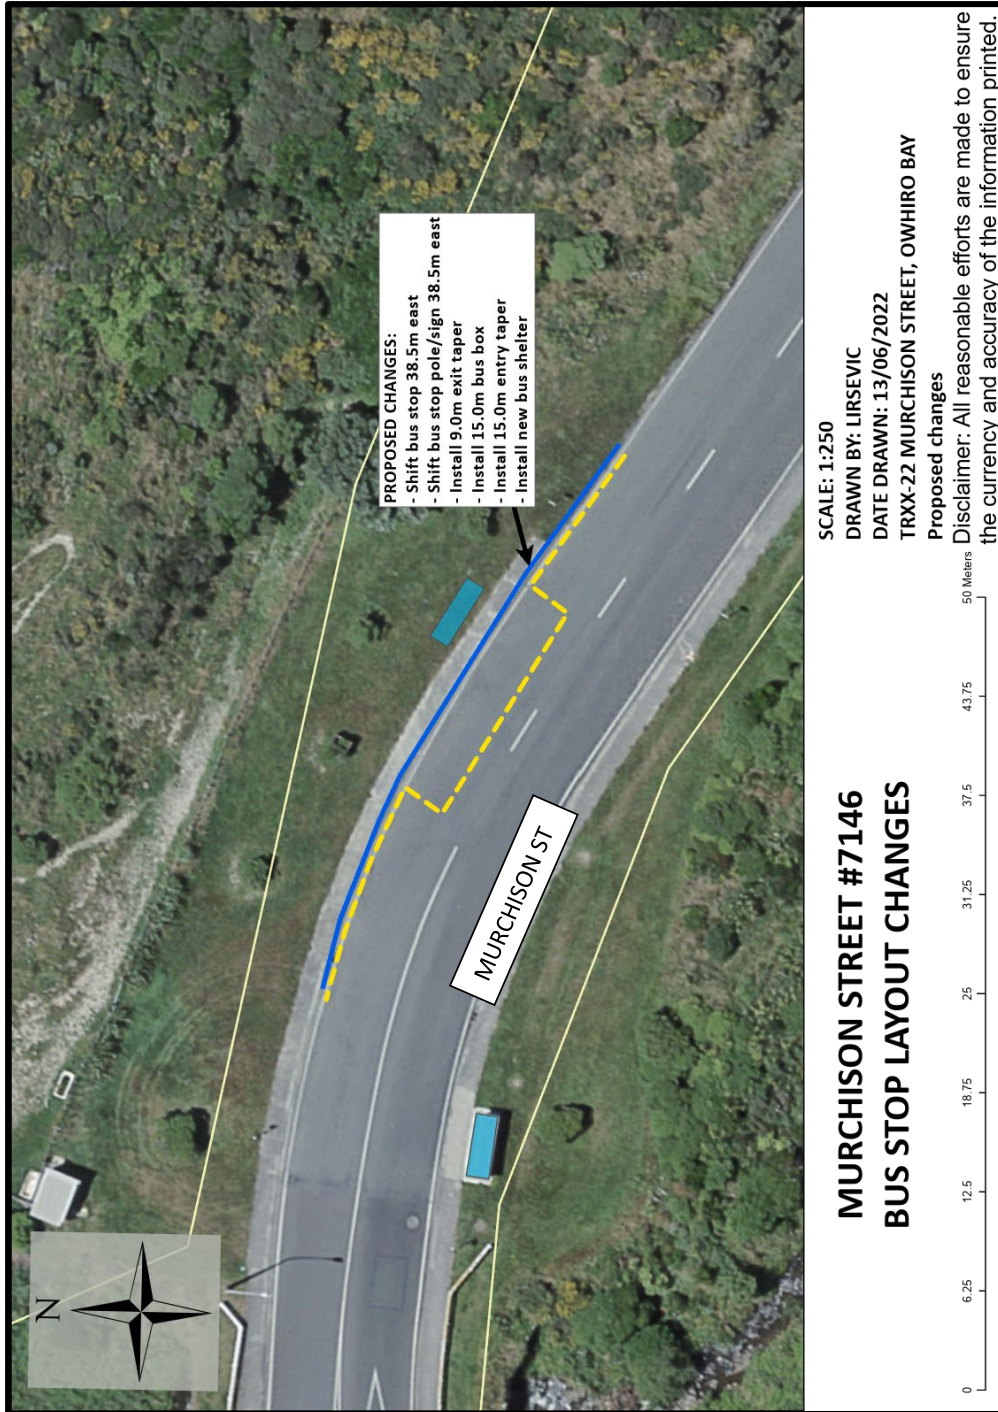 N
PROPOSED CHANGES:
- Shift bus stop 38.5m east
- Shift bus stop pole/sign 38.5m east
- Install 9.0m exit taper
- Install 15.0m bus box
- Install 15.0m entry taper
- Install new bus shelter
MURCHISON ST
MURCHISON STREET #7146
BUS STOP LAYOUT CHANGES
SCALE: 1:250
DRAWN BY: LIRSEVIC
DATE DRAWN: 13/06/2022
TRXX-22 MURCHISON STREET, OWHIRO BAY
Proposed changes
Disclaimer: All reasonable efforts are made to ensure
the currency and accuracy of the information printed.
0 6.25 12.5 18.75 25 31.25 37.5 43.75 50 Meters